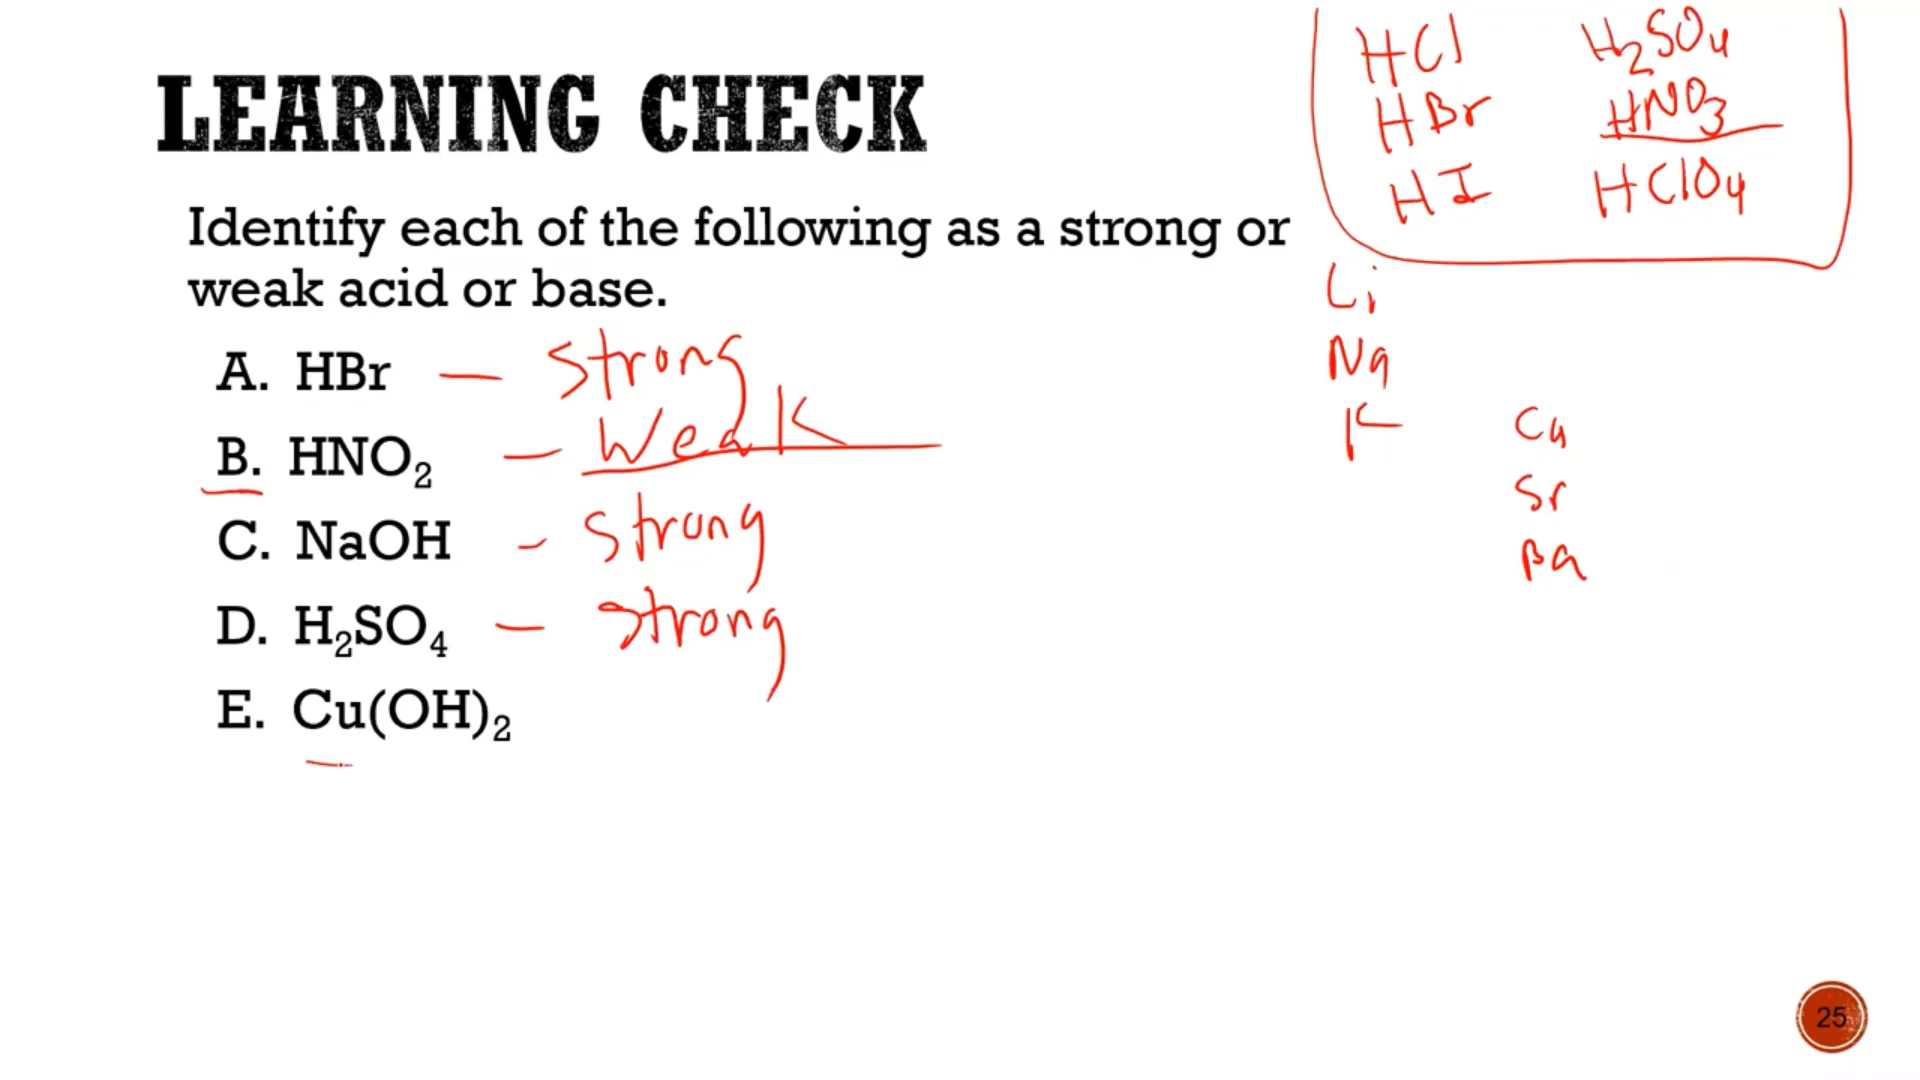 LEARNING CHECK
Identify each of the following as a strong or
weak acid or base.
A. HBr — strong
B. HNO₂ — Weak
C. NaOH - strong
D. H₂SO₄ — strong
E. Cu(OH)₂
HCl H₂SO₄
HBr HNO₃
HI HClO₄
Li
Na
K Ca
Sr
Ba
25